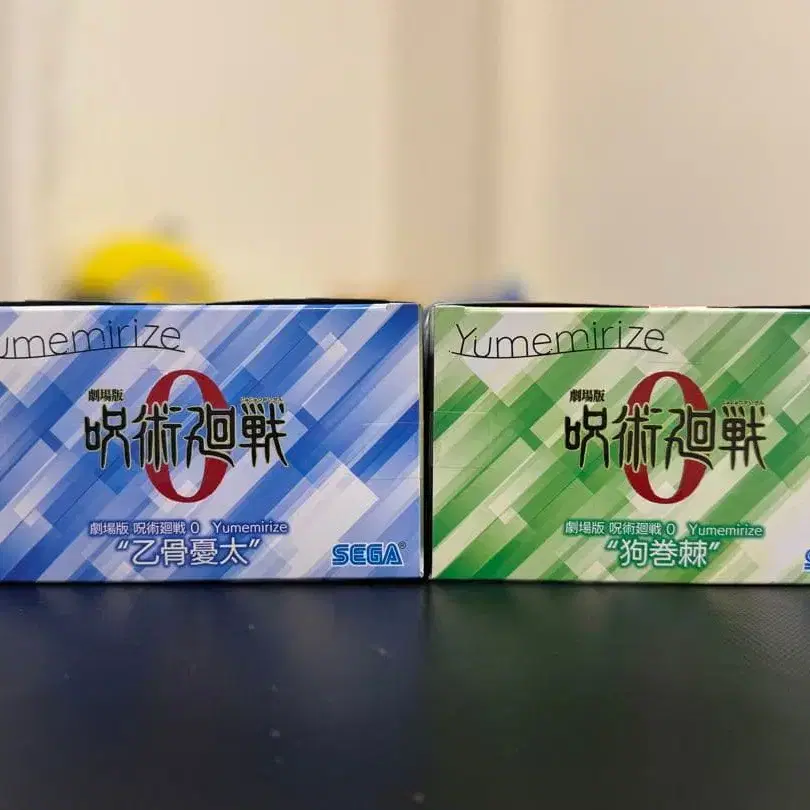 umemirize
劇場版
呪術廻戦
0
劇場版 呪術廻戦 0 Yumemirize
“乙骨憂太”
SEGA®
Yumemirize
劇場版
呪術廻戦
0
劇場版 呪術廻戦 0 Yumemirize
“狗巻棘”